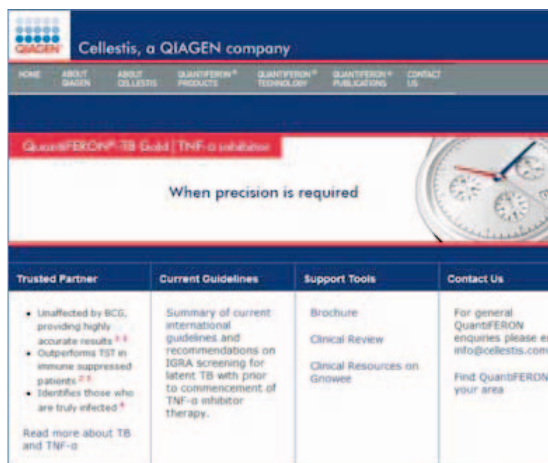 QIAGEN
Cellestis, a QIAGEN company
HOME
ABOUT
QIAGEN
ABOUT
CELLESTIS
QUANTIFERON®
PRODUCTS
QUANTIFERON®
TECHNOLOGY
QUANTIFERON®
PUBLICATIONS
CONTACT
US
QuantiFERON®-TB Gold | TNF-α inhibitor
When precision is required
Trusted Partner
• Unaffected by BCG,
providing highly
accurate results
• Outperforms TST in
immune suppressed
patients
• Identifies those who
are truly infected
Read more about TB
and TNF-α
Current Guidelines
Summary of current
international
guidelines and
recommendations on
IGRA screening for
latent TB with prior
to commencement of
TNF-α inhibitor
therapy.
Support Tools
Brochure
Clinical Review
Clinical Resources on
Gnowee
Contact Us
For general
QuantiFERON
enquiries please
info@cellestis.com
Find QuantiFERON
your area